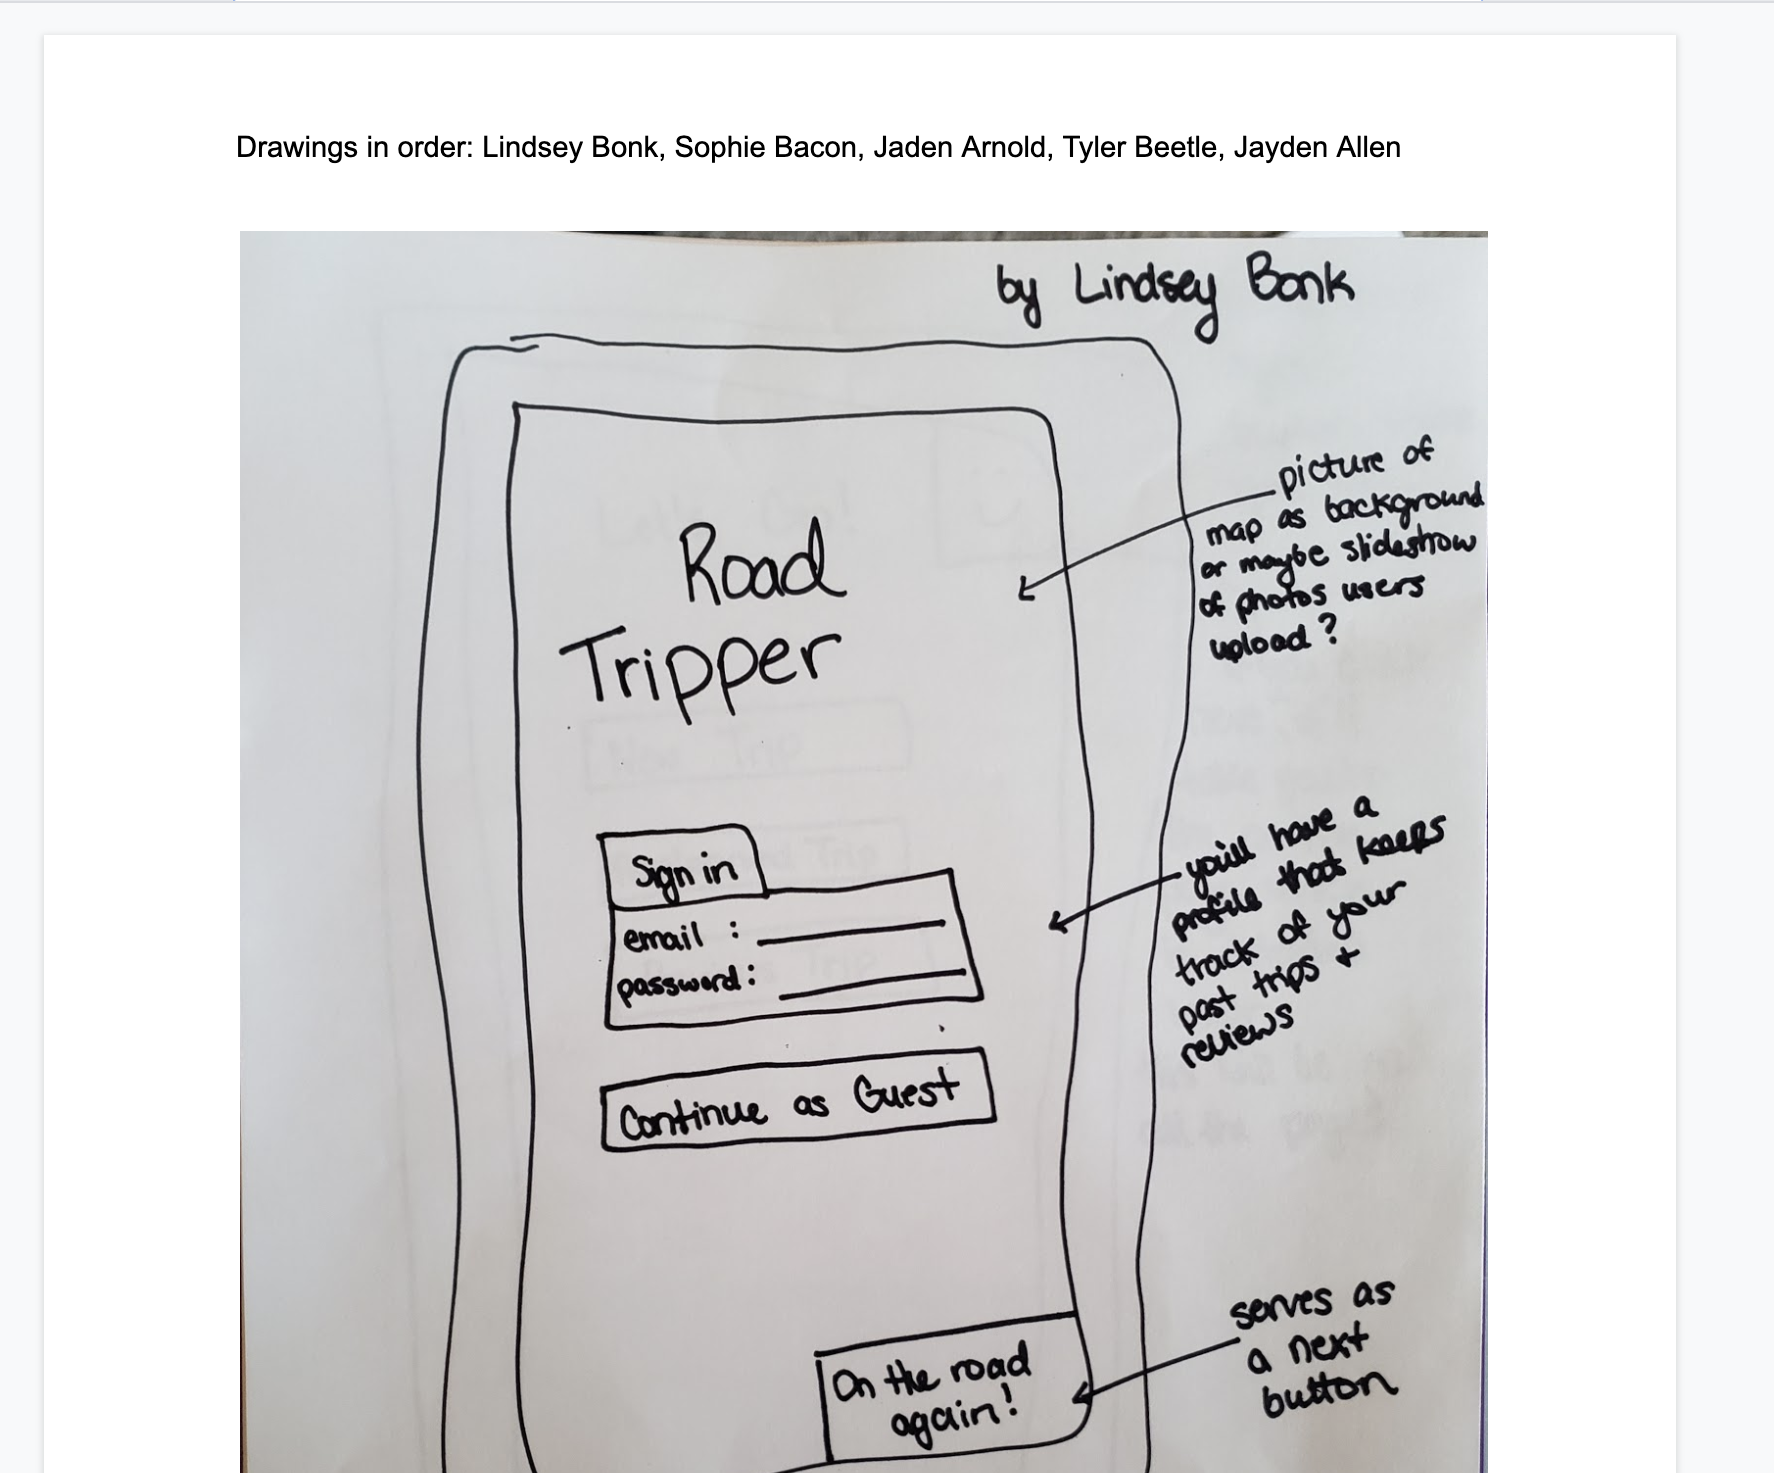 Drawings in order: Lindsey Bonk, Sophie Bacon, Jaden Arnold, Tyler Beetle, Jayden Allen
by Lindsey Bonk
Road
Tripper
picture of
map as background
or maybe slideshow
of photos users
upload?
Sign in
email :
password:
you'll have a
profile that keeps
track of your
past trips +
reviews
Continue as Guest
On the road
again!
serves as
a next
button